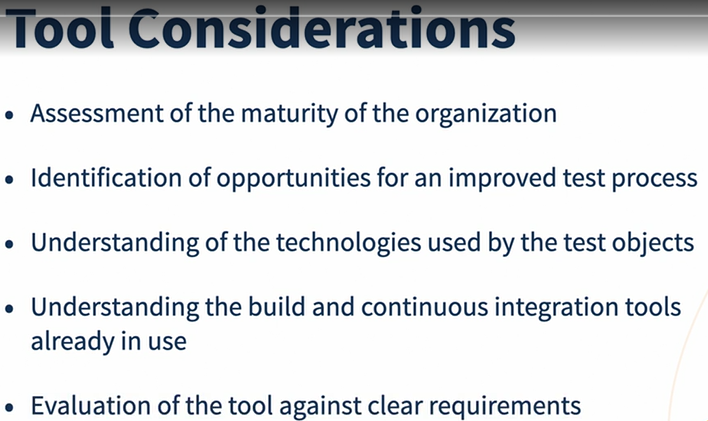 Tool Considerations
• Assessment of the maturity of the organization
• Identification of opportunities for an improved test process
• Understanding of the technologies used by the test objects
• Understanding the build and continuous integration tools
already in use
• Evaluation of the tool against clear requirements